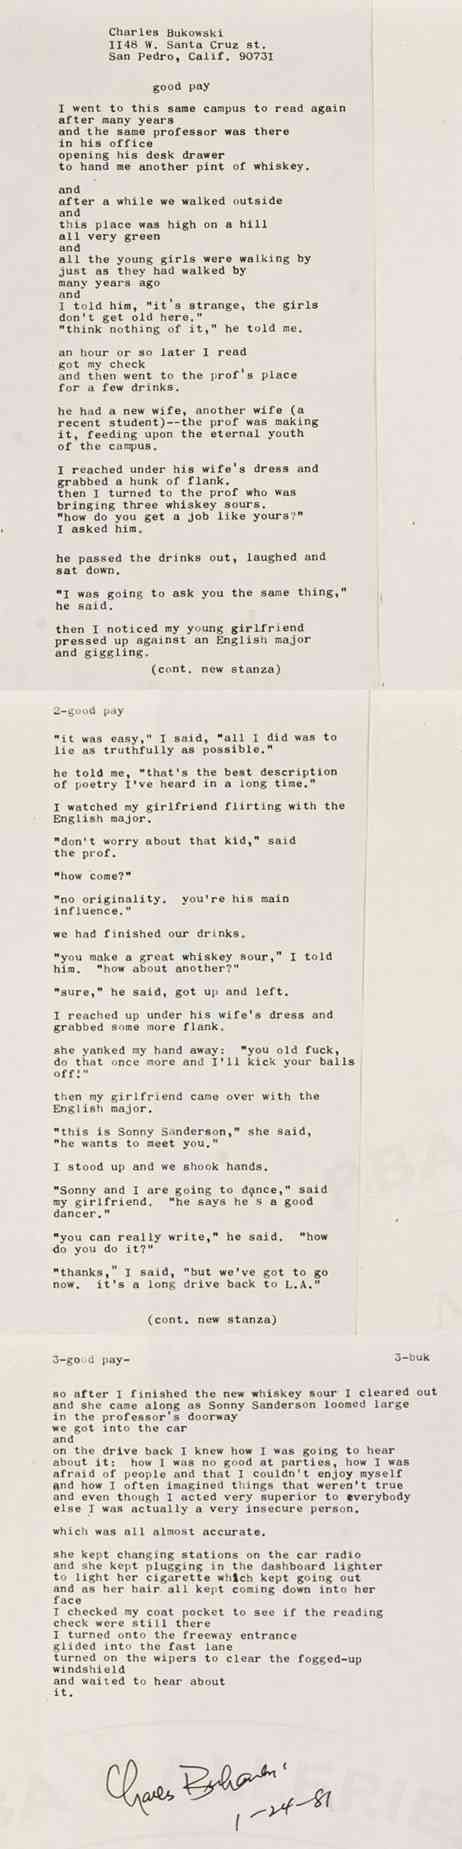 Charles Bukowski
1148 W. Santa Cruz st.
San Pedro, Calif. 90731
good pay
I went to this same campus to read again
after many years
and the same professor was there
in his office
opening his desk drawer
to hand me another pint of whiskey.
and
after a while we walked outside
and
this place was high on a hill
all very green
and
all the young girls were walking by
just as they had walked by
many years ago
and
I told him, "it's strange, the girls
don't get old here."
"think nothing of it," he told me.
an hour or so later I read
got my check
and then went to the prof's place
for a few drinks.
he had a new wife, another wife (a
recent student)--the prof was making
it, feeding upon the eternal youth
of the campus.
I reached under his wife's dress and
grabbed a hunk of flank.
then I turned to the prof who was
bringing three whiskey sours.
"how do you get a job like yours?"
I asked him.
he passed the drinks out, laughed and
sat down.
"I was going to ask you the same thing,"
he said.
then I noticed my young girlfriend
pressed up against an English major
and giggling.
(cont. new stanza)
2-good pay
"it was easy," I said, "all I did was to
lie as truthfully as possible."
he told me, "that's the best description
of poetry I've heard in a long time."
I watched my girlfriend flirting with the
English major.
"don't worry about that kid," said
the prof.
"how come?"
"no originality. you're his main
influence."
we had finished our drinks.
"you make a great whiskey sour," I told
him. "how about another?"
"sure," he said, got up and left.
I reached up under his wife's dress and
grabbed some more flank.
she yanked my hand away: "you old fuck,
do that once more and I'll kick your balls
off!"
then my girlfriend came over with the
English major.
"this is Sonny Sanderson," she said,
"he wants to meet you."
I stood up and we shook hands.
"Sonny and I are going to dance," said
my girlfriend. "he says he's a good
dancer."
"you can really write," he said. "how
do you do it?"
"thanks," I said, "but we've got to go
now. it's a long drive back to L.A."
(cont. new stanza)
3-good pay- 3-buk
so after I finished the new whiskey sour I cleared out
and she came along as Sonny Sanderson loomed large
in the professor's doorway
we got into the car
and
on the drive back I knew how I was going to hear
about it: how I was no good at parties, how I was
afraid of people and that I couldn't enjoy myself
and how I often imagined things that weren't true
and even though I acted very superior to everybody
else I was actually a very insecure person.
which was all almost accurate.
she kept changing stations on the car radio
and she kept plugging in the dashboard lighter
to light her cigarette which kept going out
and as her hair all kept coming down into her
face
I checked my coat pocket to see if the reading
check were still there
I turned onto the freeway entrance
glided into the fast lane
turned on the wipers to clear the fogged-up
windshield
and waited to hear about
it.
Charles Bukowski
1-24-81